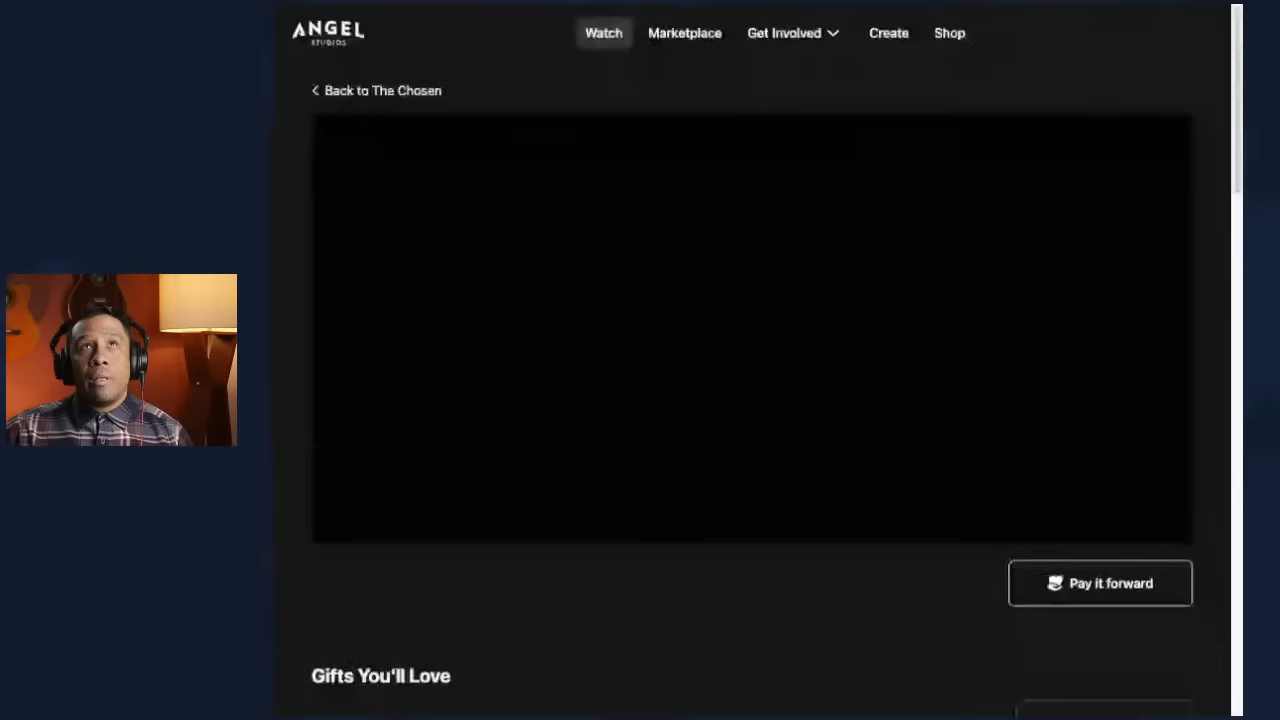 ANGEL
STUDIOS
Watch
Marketplace
Get Involved
Create
Shop
Back to The Chosen
Pay it forward
Gifts You'll Love